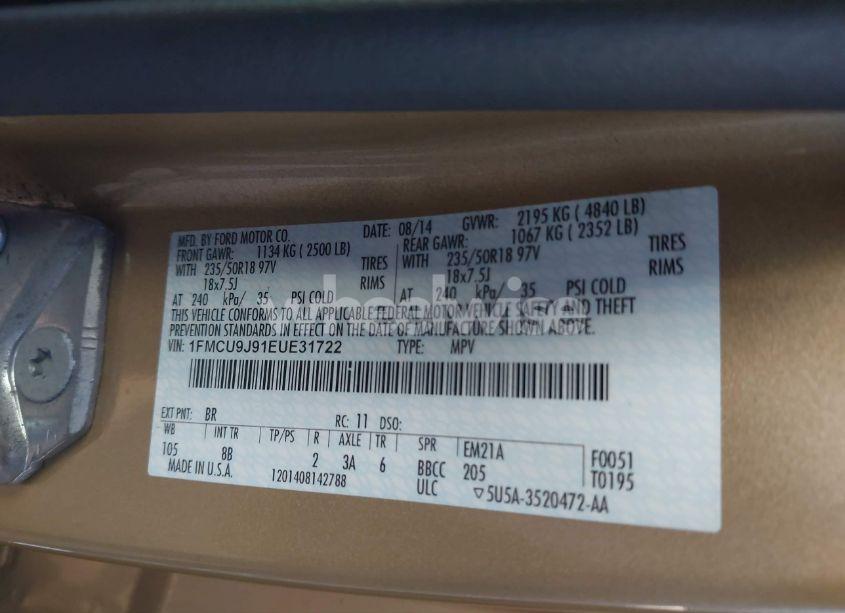 MFD. BY FORD MOTOR CO. DATE: 08/14 GVWR: 2195 KG ( 4840 LB)
FRONT GAWR: 1134 KG ( 2500 LB) REAR GAWR: 1067 KG ( 2352 LB)
WITH 235/50R18 97V TIRES WITH 235/50R18 97V TIRES
18x7.5J RIMS 18x7.5J RIMS
AT 240 kPa/ 35 PSI COLD AT 240 kPa/ 35 PSI COLD
THIS VEHICLE CONFORMS TO ALL APPLICABLE FEDERAL MOTOR VEHICLE SAFETY AND THEFT
PREVENTION STANDARDS IN EFFECT ON THE DATE OF MANUFACTURE SHOWN ABOVE.
VIN: 1FMCU9J91EUE31722 TYPE: MPV
EXT PNT: BR RC: 11 DSO:
WB INT TR TP/PS R AXLE TR SPR EM21A F0051
105 8B 2 3A 6 BBCC 205 T0195
MADE IN U.S.A. 1201408142788 ULC ▽5U5A-3520472-AA